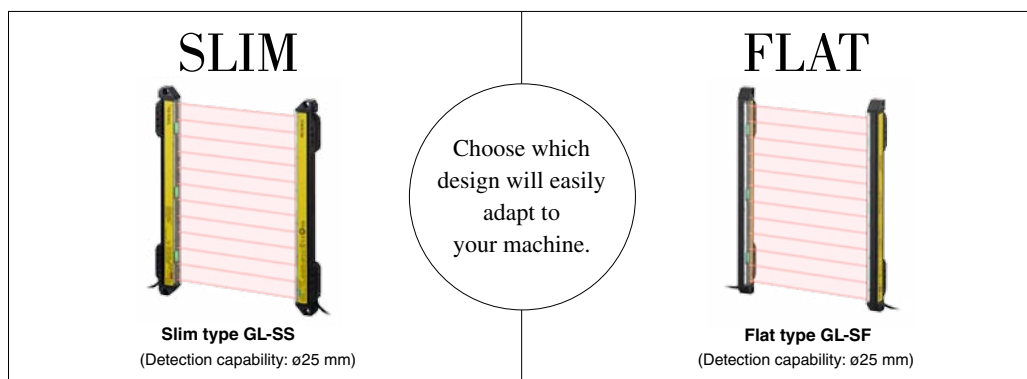 SLIM
FLAT
Choose which
design will easily
adapt to
your machine.
Slim type GL-SS
(Detection capability: ø25 mm)
Flat type GL-SF
(Detection capability: ø25 mm)